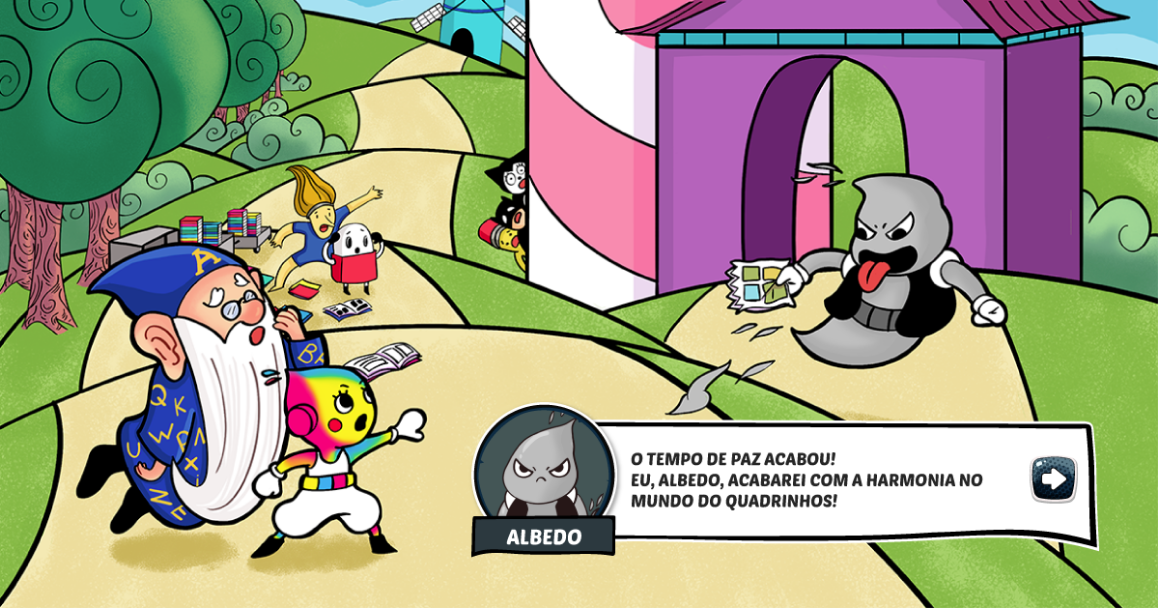 A
B
Q K
U W P A
X
N E
O TEMPO DE PAZ ACABOU!
EU, ALBEDO, ACABAREI COM A HARMONIA NO
MUNDO DO QUADRINHOS!
ALBEDO